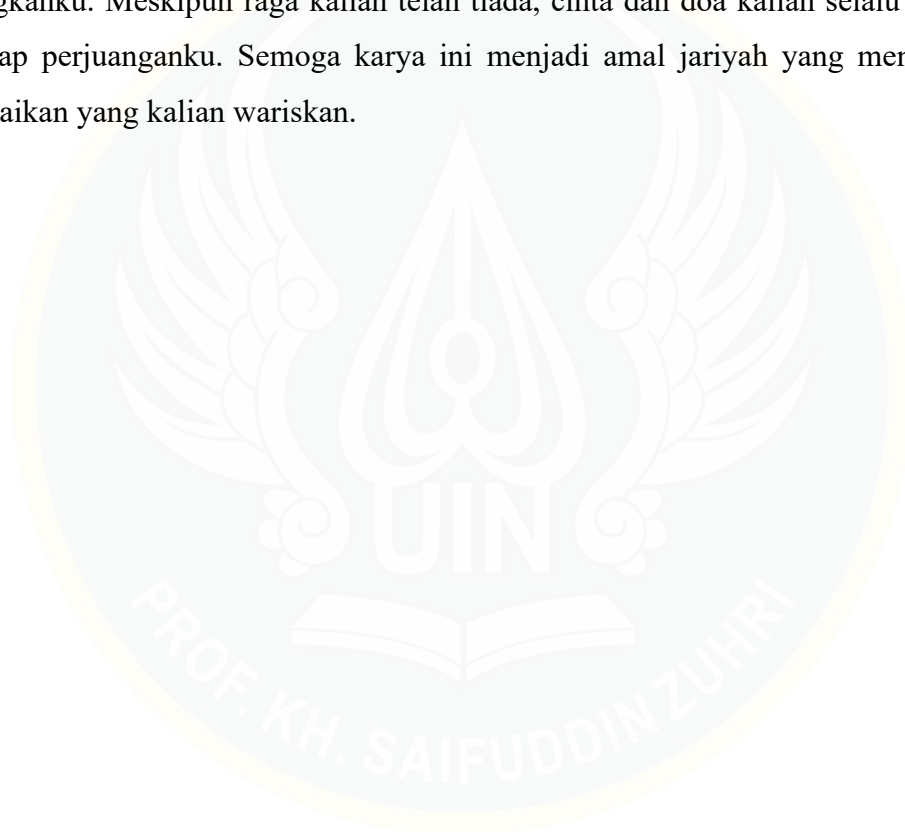 gkanku. Meskipun raga kalian telah tiada, cinta dan doa kalian selalu
ap perjuanganku. Semoga karya ini menjadi amal jariyah yang mer
aikan yang kalian wariskan.
UIN
PROF. KH. SAIFUDDIN ZUHRI